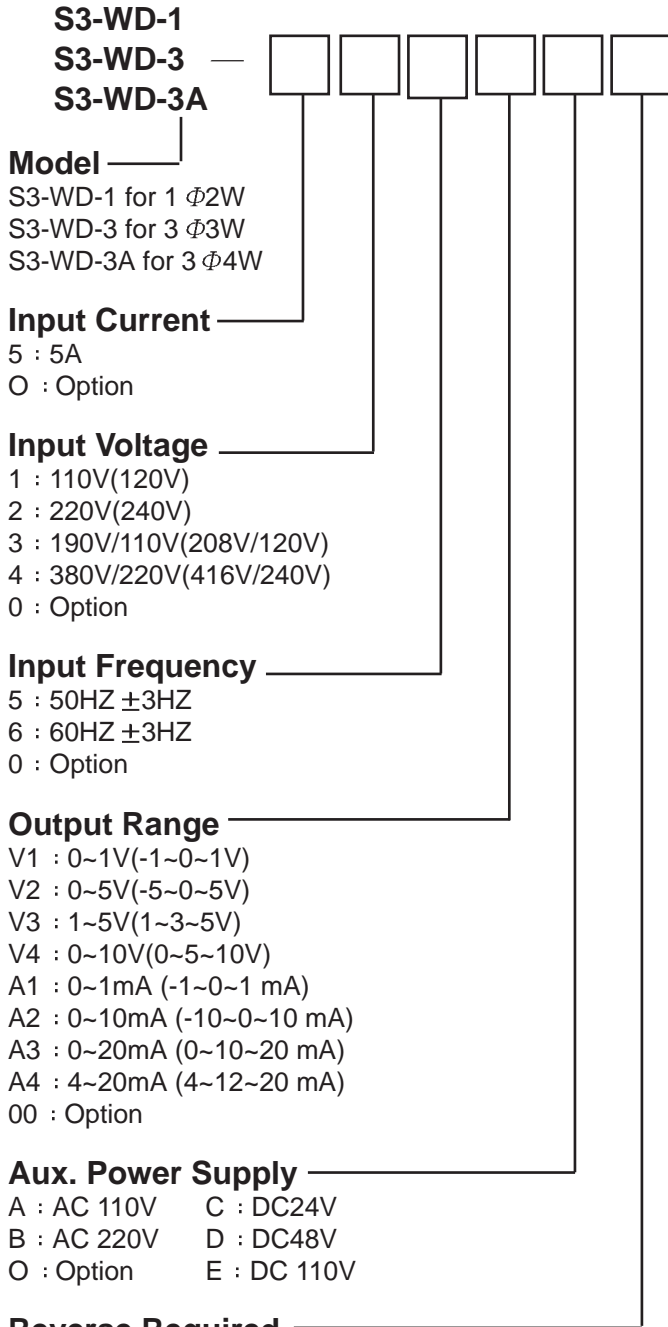 S3-WD-1
S3-WD-3 —
S3-WD-3A
Model
S3-WD-1 for 1 Φ2W
S3-WD-3 for 3 Φ3W
S3-WD-3A for 3 Φ4W
Input Current
5 : 5A
O : Option
Input Voltage
1 : 110V(120V)
2 : 220V(240V)
3 : 190V/110V(208V/120V)
4 : 380V/220V(416V/240V)
0 : Option
Input Frequency
5 : 50HZ ±3HZ
6 : 60HZ ±3HZ
0 : Option
Output Range
V1 : 0~1V(-1~0~1V)
V2 : 0~5V(-5~0~5V)
V3 : 1~5V(1~3~5V)
V4 : 0~10V(0~5~10V)
A1 : 0~1mA (-1~0~1 mA)
A2 : 0~10mA (-10~0~10 mA)
A3 : 0~20mA (0~10~20 mA)
A4 : 4~20mA (4~12~20 mA)
00 : Option
Aux. Power Supply
A : AC 110V C : DC24V
B : AC 220V D : DC48V
O : Option E : DC 110V
Reverse Required